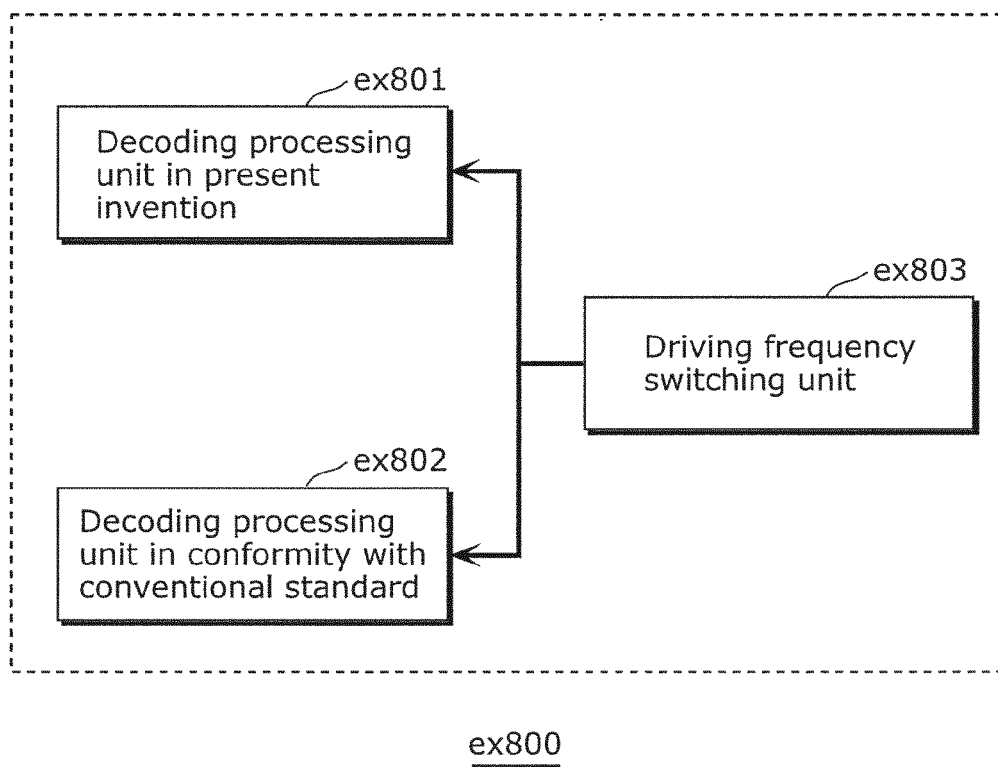 ex801
Decoding processing
unit in present
invention
ex803
Driving frequency
switching unit
ex802
Decoding processing
unit in conformity with
conventional standard
ex800